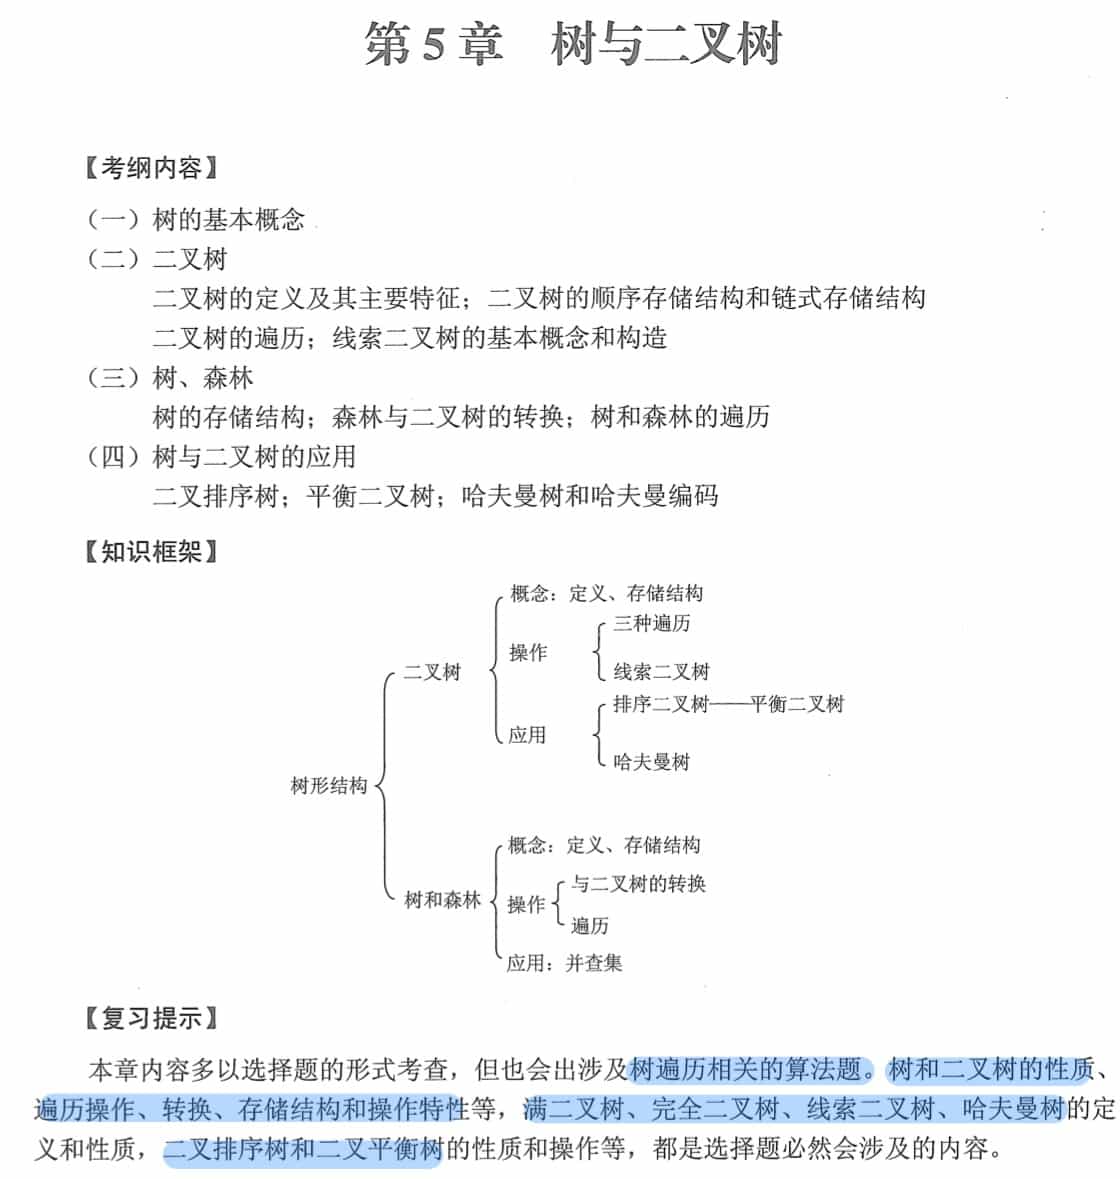 第5章 树与二叉树
【考纲内容】
（一）树的基本概念
（二）二叉树
二叉树的定义及其主要特征；二叉树的顺序存储结构和链式存储结构
二叉树的遍历；线索二叉树的基本概念和构造
（三）树、森林
树的存储结构；森林与二叉树的转换；树和森林的遍历
（四）树与二叉树的应用
二叉排序树；平衡二叉树；哈夫曼树和哈夫曼编码
【知识框架】
概念：定义、存储结构
三种遍历
操作
线索二叉树
二叉树
排序二叉树——平衡二叉树
应用
哈夫曼树
树形结构
概念：定义、存储结构
与二叉树的转换
树和森林
操作
遍历
应用：并查集
【复习提示】
本章内容多以选择题的形式考查，但也会出涉及树遍历相关的算法题。树和二叉树的性质、
遍历操作、转换、存储结构和操作特性等，满二叉树、完全二叉树、线索二叉树、哈夫曼树的定
义和性质，二叉排序树和二叉平衡树的性质和操作等，都是选择题必然会涉及的内容。